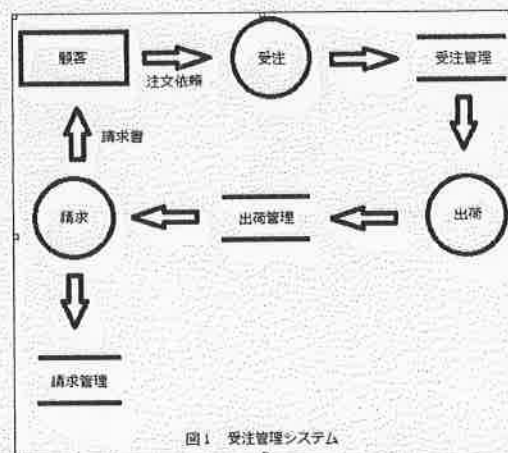 顧客
受注
受注管理
注文依頼
請求書
請求
出荷管理
出荷
請求管理
図1 受注管理システム